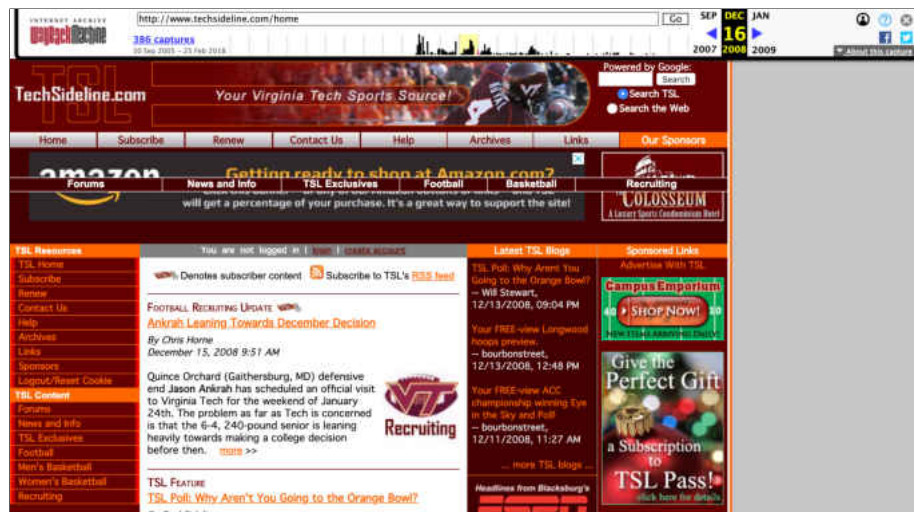 INTERNET ARCHIVE
WayBackMachine
http://www.techsideline.com/home
Go
SEP DEC JAN
386 captures
16
30 Sep 2005 – 25 Feb 2018
2007 2008 2009
About this capture
TechSideline.com
TSL
Your Virginia Tech Sports Source!
Powered by Google:
Search
Search TSL
Search the Web
Home Subscribe Renew Contact Us Help Archives Links Our Sponsors
amazon
Getting ready to shop at Amazon.com?
Forums News and Info TSL Exclusives Football Basketball Recruiting
will get a percentage of your purchase. It's a great way to support the site!
COLOSSEUM
A Luxury Sports Condominium Hotel
TSL Resources
TSL Home
Subscribe
Renew
Contact Us
Help
Archives
Links
Sponsors
Logout/Reset Cookie
TSL Content
Forums
News and Info
TSL Exclusives
Football
Men's Basketball
Women's Basketball
Recruiting
You are not logged in | login | create account
Denotes subscriber content Subscribe to TSL's RSS feed
Football Recruiting Update
Ankrah Leaning Towards December Decision
By Chris Horne
December 15, 2008 9:51 AM
Quince Orchard (Gaithersburg, MD) defensive
end Jason Ankrah has scheduled an official visit
to Virginia Tech for the weekend of January
24th. The problem as far as Tech is concerned
is that the 6-4, 240-pound senior is leaning
heavily towards making a college decision
before then. more >>
VT
Recruiting
TSL Feature
TSL Poll: Why Aren't You Going to the Orange Bowl?
Latest TSL Blogs
TSL Poll: Why Arent You
Going to the Orange Bowl?
-- Will Stewart,
12/13/2008, 09:04 PM
Your FREE-view Longwood
hoops preview.
-- bourbonstreet,
12/13/2008, 12:48 PM
Your FREE-view ACC
championship winning Eye
in the Sky and Poll!
-- bourbonstreet,
12/11/2008, 11:27 AM
... more TSL blogs ...
Headlines from Blacksburg's
Sponsored Links
Advertise With TSL
Campus Emporium
40 SHOP NOW! 20
NEW ITEMS ARRIVING DAILY!
Give the
Perfect Gift
a Subscription
to
TSL Pass!
click here for details